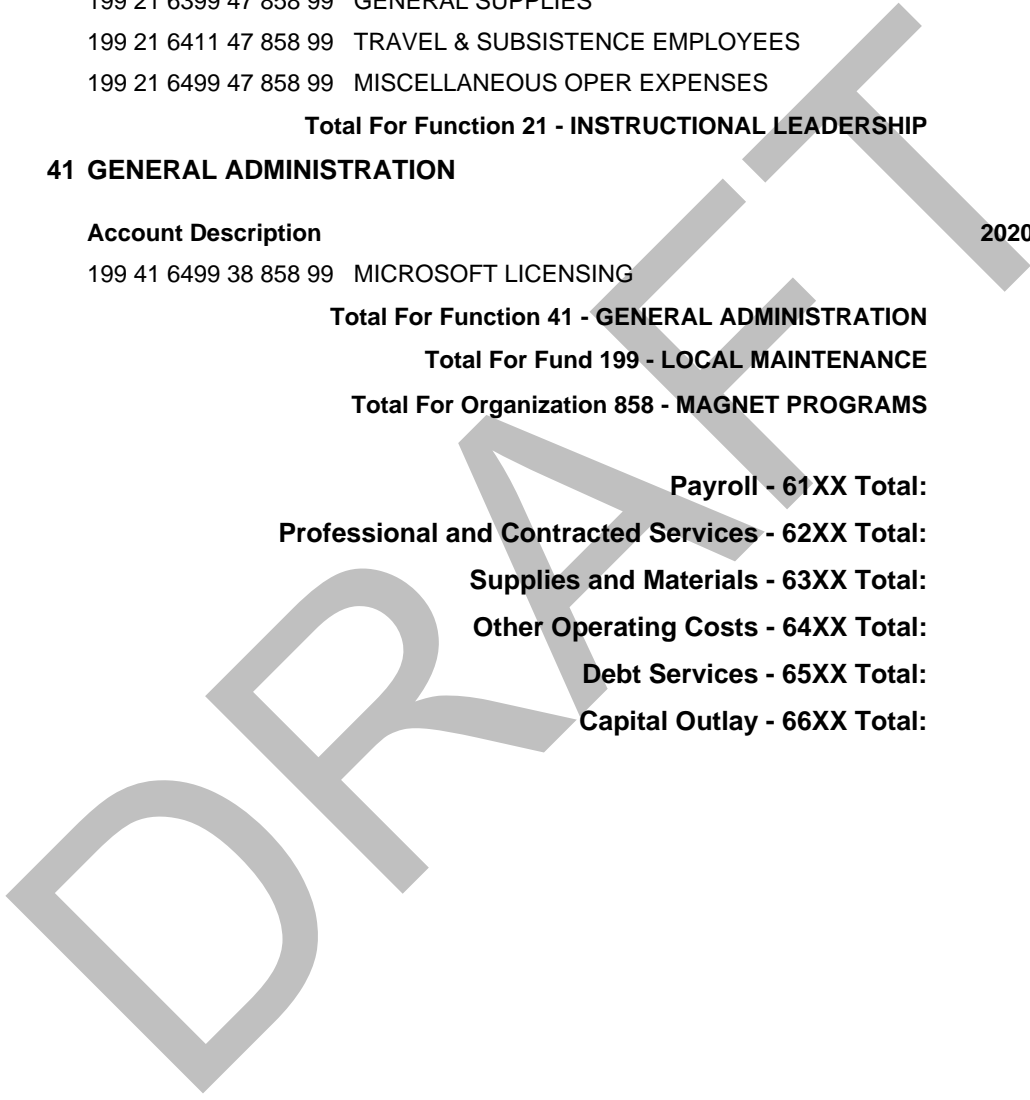 199 21 6399 47 858 99 GENERAL SUPPLIES
199 21 6411 47 858 99 TRAVEL & SUBSISTENCE EMPLOYEES
199 21 6499 47 858 99 MISCELLANEOUS OPER EXPENSES
Total For Function 21 - INSTRUCTIONAL LEADERSHIP
41 GENERAL ADMINISTRATION
Account Description 2020
199 41 6499 38 858 99 MICROSOFT LICENSING
Total For Function 41 - GENERAL ADMINISTRATION
Total For Fund 199 - LOCAL MAINTENANCE
Total For Organization 858 - MAGNET PROGRAMS
Payroll - 61XX Total:
Professional and Contracted Services - 62XX Total:
Supplies and Materials - 63XX Total:
Other Operating Costs - 64XX Total:
Debt Services - 65XX Total:
Capital Outlay - 66XX Total:
DRAFT